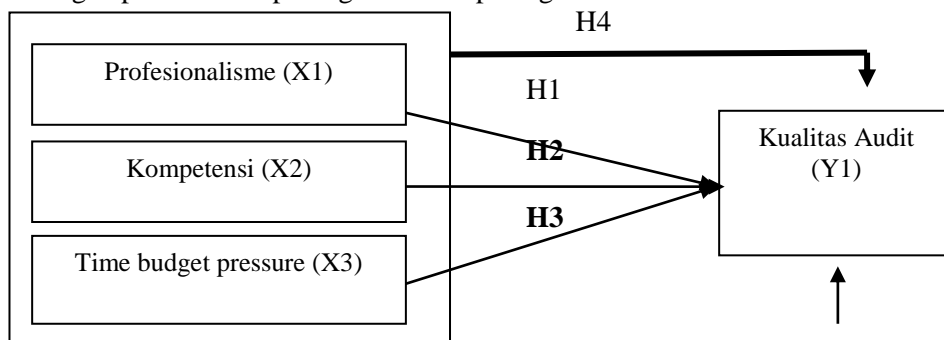 H4
Profesionalisme (X1)
H1
Kualitas Audit
(Y1)
H2
Kompetensi (X2)
H3
Time budget pressure (X3)